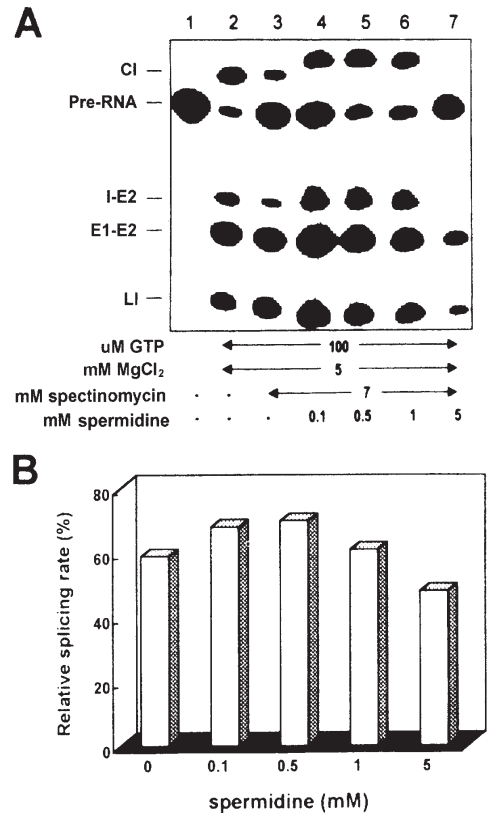 A
1 2 3 4 5 6 7
CI
Pre-RNA
I-E2
E1-E2
LI
uM GTP 100
mM MgCl₂ 5
mM spectinomycin . . 7
mM spermidine . . . 0.1 0.5 1 5
B
Relative splicing rate (%)
80
60
40
20
0
0 0.1 0.5 1 5
spermidine (mM)